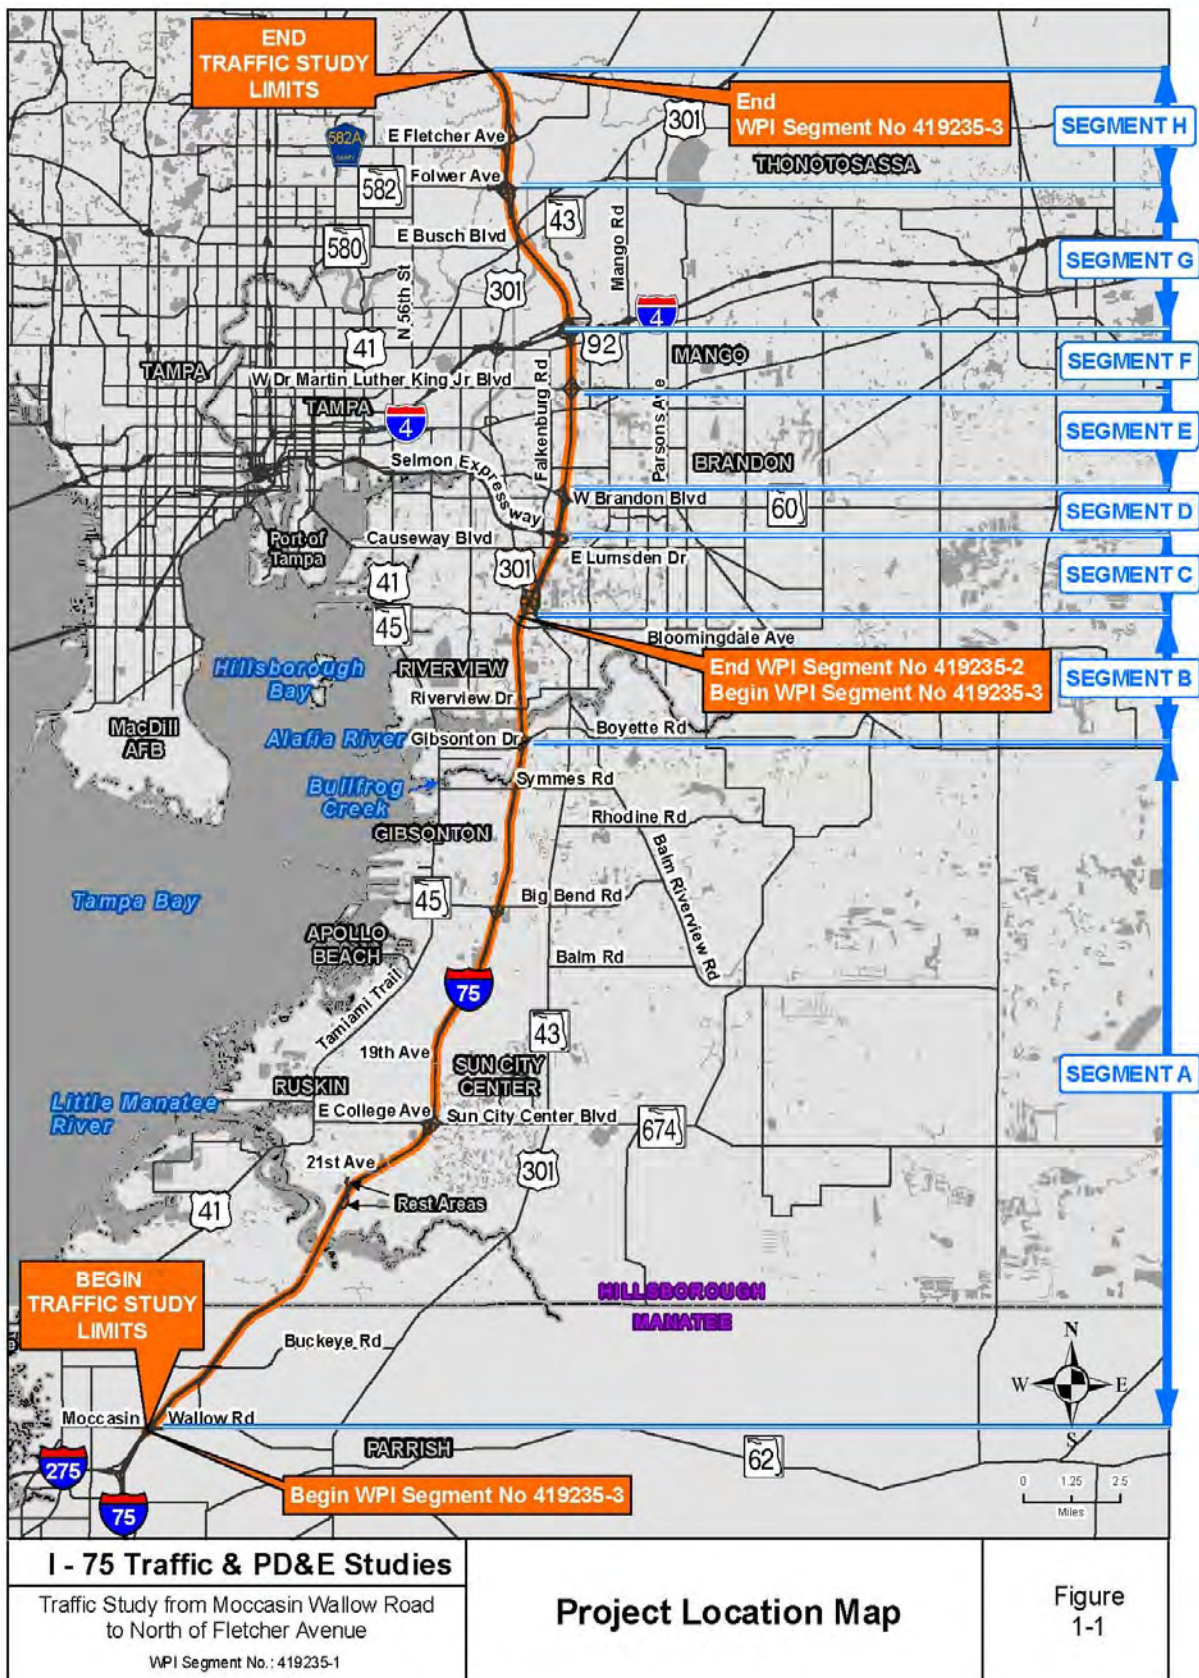 END
TRAFFIC STUDY
LIMITS
End
WPI Segment No 419235-3
301
SEGMENT H
582A
E Fletcher Ave
THONOTOSASSA
Folwer Ave
582
43
Mango Rd
E Busch Blvd
580
SEGMENT G
N 56th St
301
4
41
92
MANGO
SEGMENT F
TAMPA
W Dr Martin Luther King Jr Blvd
TAMPA
4
Falkenburg Rd
Parsons Ave
SEGMENT E
Selmon Expressway
BRANDON
W Brandon Blvd
60
SEGMENT D
Port of
Tampa
Causeway Blvd
E Lumsden Dr
301
41
SEGMENT C
45
Bloomingdale Ave
Hillsborough
Bay
RIVERVIEW
End WPI Segment No 419235-2
Begin WPI Segment No 419235-3
SEGMENT B
Riverview Dr
MacDill
AFB
Alafia River
Gibsonton Dr
Boyette Rd
Bullfrog
Creek
Symmes Rd
GIBSONTON
Rhodine Rd
Balm Riverview Rd
Tampa Bay
45
Big Bend Rd
APOLLO
BEACH
Balm Rd
Tamiami Trail
75
43
19th Ave
SUN CITY
CENTER
RUSKIN
SEGMENT A
Little Manatee
River
E College Ave
Sun City Center Blvd
674
21st Ave
301
Rest Areas
41
BEGIN
TRAFFIC STUDY
LIMITS
HILLSBOROUGH
MANATEE
Buckeye Rd
N
W E
S
Moccasin Wallow Rd
PARRISH
62
275
75
Begin WPI Segment No 419235-3
0 1.25 2.5
Miles
I - 75 Traffic & PD&E Studies
Traffic Study from Moccasin Wallow Road
to North of Fletcher Avenue
WPI Segment No.: 419235-1
Project Location Map
Figure
1-1